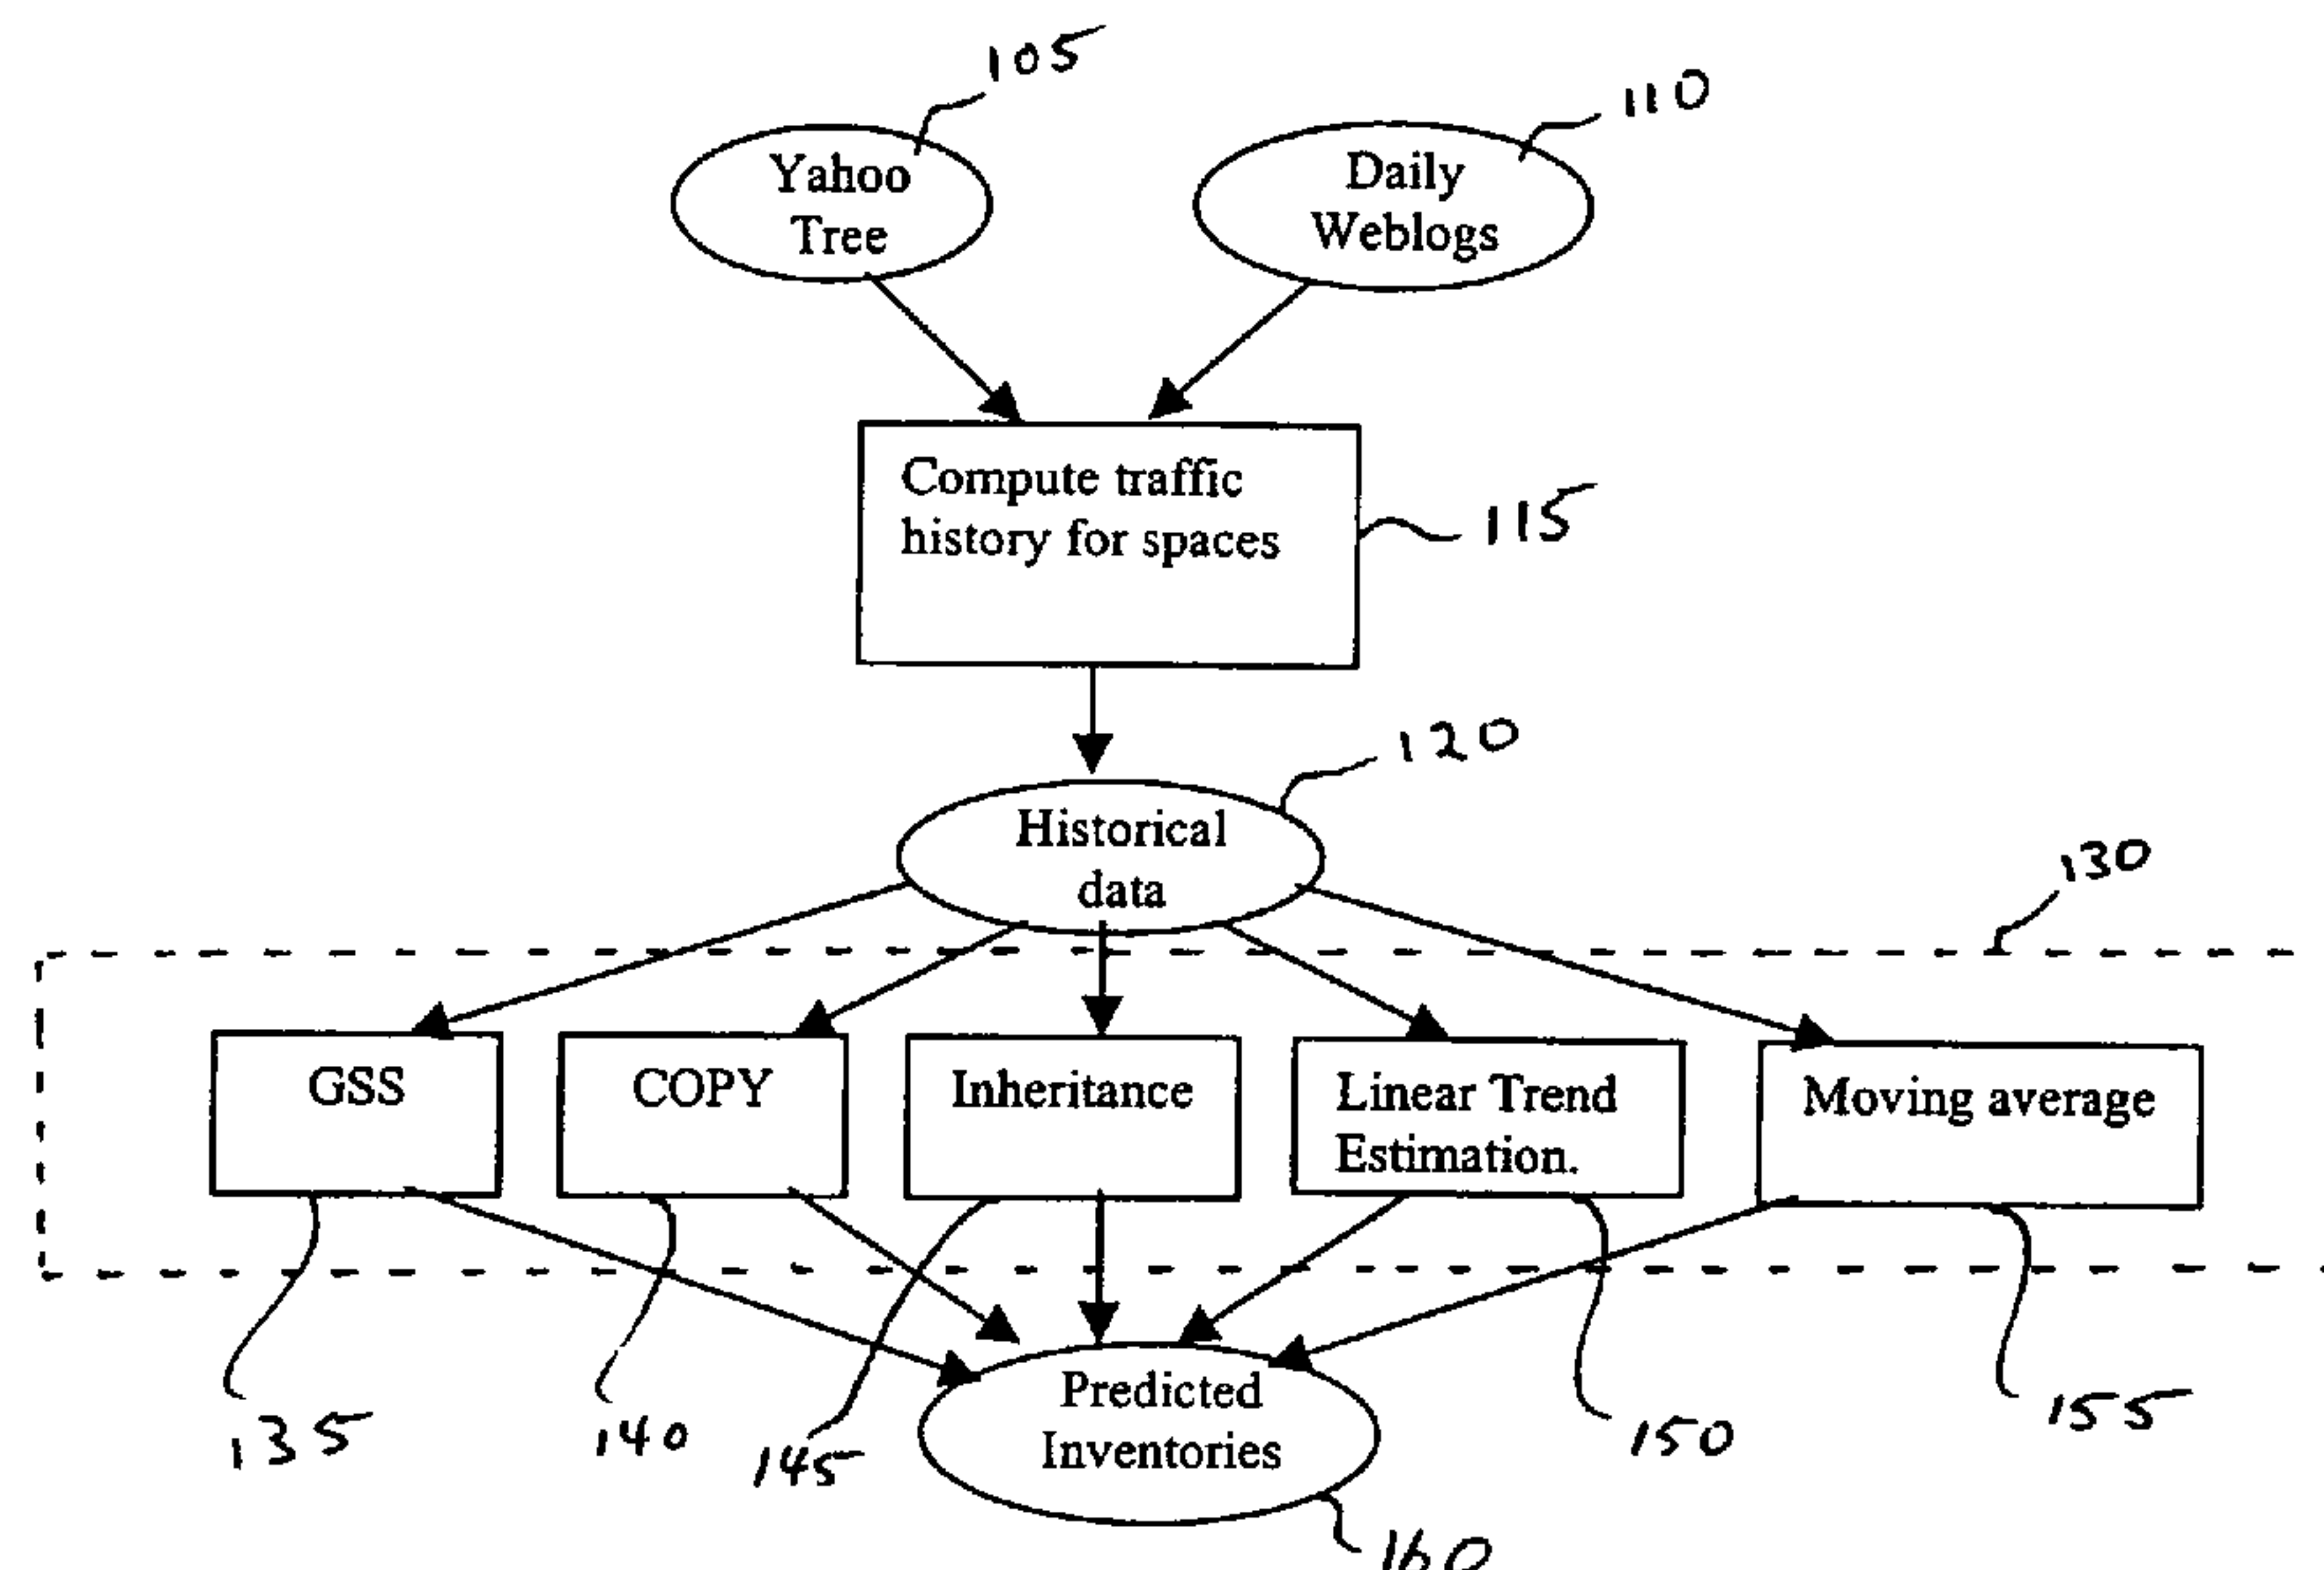 105
110
Yahoo
Tree
Daily
Weblogs
Compute traffic
history for spaces
115
120
Historical
data
130
GSS
COPY
Inheritance
Linear Trend
Estimation.
Moving average
135
140
145
Predicted
Inventories
150
155
160